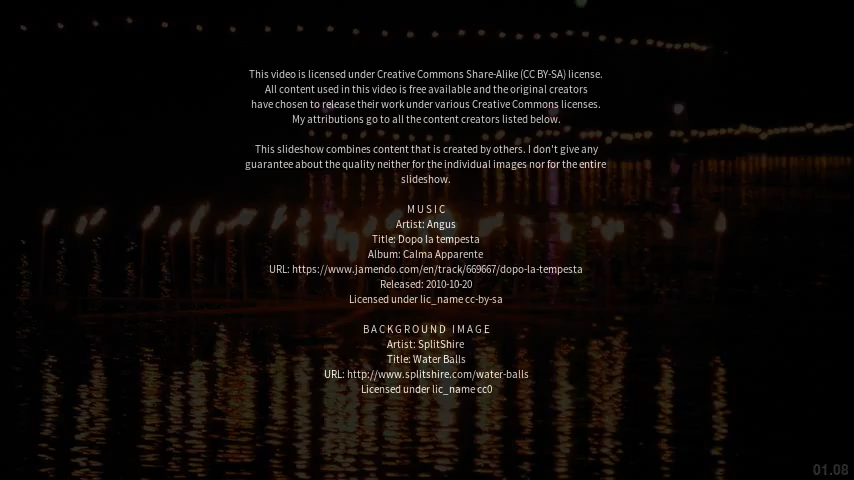 This video is licensed under Creative Commons Share-Alike (CC BY-SA) license.
All content used in this video is free available and the original creators
have chosen to release their work under various Creative Commons licenses.
My attributions go to all the content creators listed below.
This slideshow combines content that is created by others. I don't give any
guarantee about the quality neither for the individual images nor for the entire
slideshow.
MUSIC
Artist: Angus
Title: Dopo la tempesta
Album: Calma Apparente
URL: https://www.jamendo.com/en/track/669667/dopo-la-tempesta
Released: 2010-10-20
Licensed under lic_name cc-by-sa
BACKGROUND IMAGE
Artist: SplitShire
Title: Water Balls
URL: http://www.splitshire.com/water-balls
Licensed under lic_name cc0
01.08